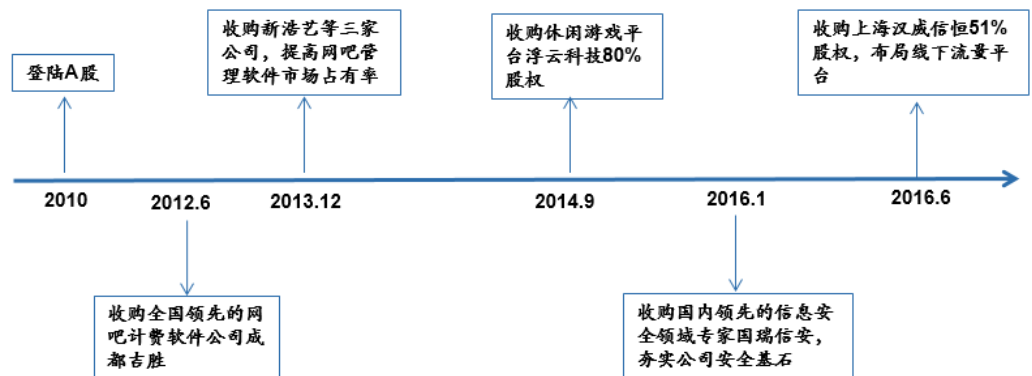 收购新浩艺等三家
公司，提高网吧管
理软件市场占有率
收购休闲游戏平
台浮云科技80%
股权
收购上海汉威信恒51%
股权，布局线下流量平
台
登陆A股
2010
2012.6
2013.12
2014.9
2016.1
2016.6
收购全国领先的网
吧计费软件公司成
都吉胜
收购国内领先的信息安
全领域专家国瑞信安，
夯实公司安全基石